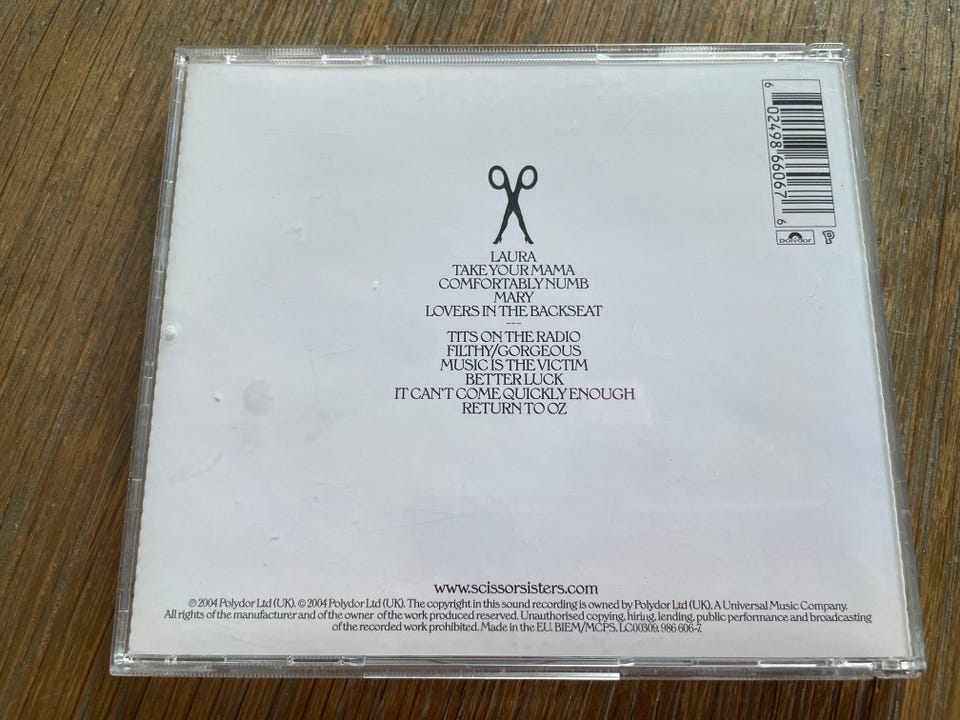 6 02498 66067 6
polydor
P
LAURA
TAKE YOUR MAMA
COMFORTABLY NUMB
MARY
LOVERS IN THE BACKSEAT
---
TITS ON THE RADIO
FILTHY/GORGEOUS
MUSIC IS THE VICTIM
BETTER LUCK
IT CAN'T COME QUICKLY ENOUGH
RETURN TO OZ
www.scissorsisters.com
℗ 2004 Polydor Ltd (UK). © 2004 Polydor Ltd (UK). The copyright in this sound recording is owned by Polydor Ltd (UK). A Universal Music Company.
All rights of the manufacturer and of the owner of the work produced reserved. Unauthorised copying, hiring, lending, public performance and broadcasting
of the recorded work prohibited. Made in the E.U. BIEM/MCPS. LC00309. 986 606-7.